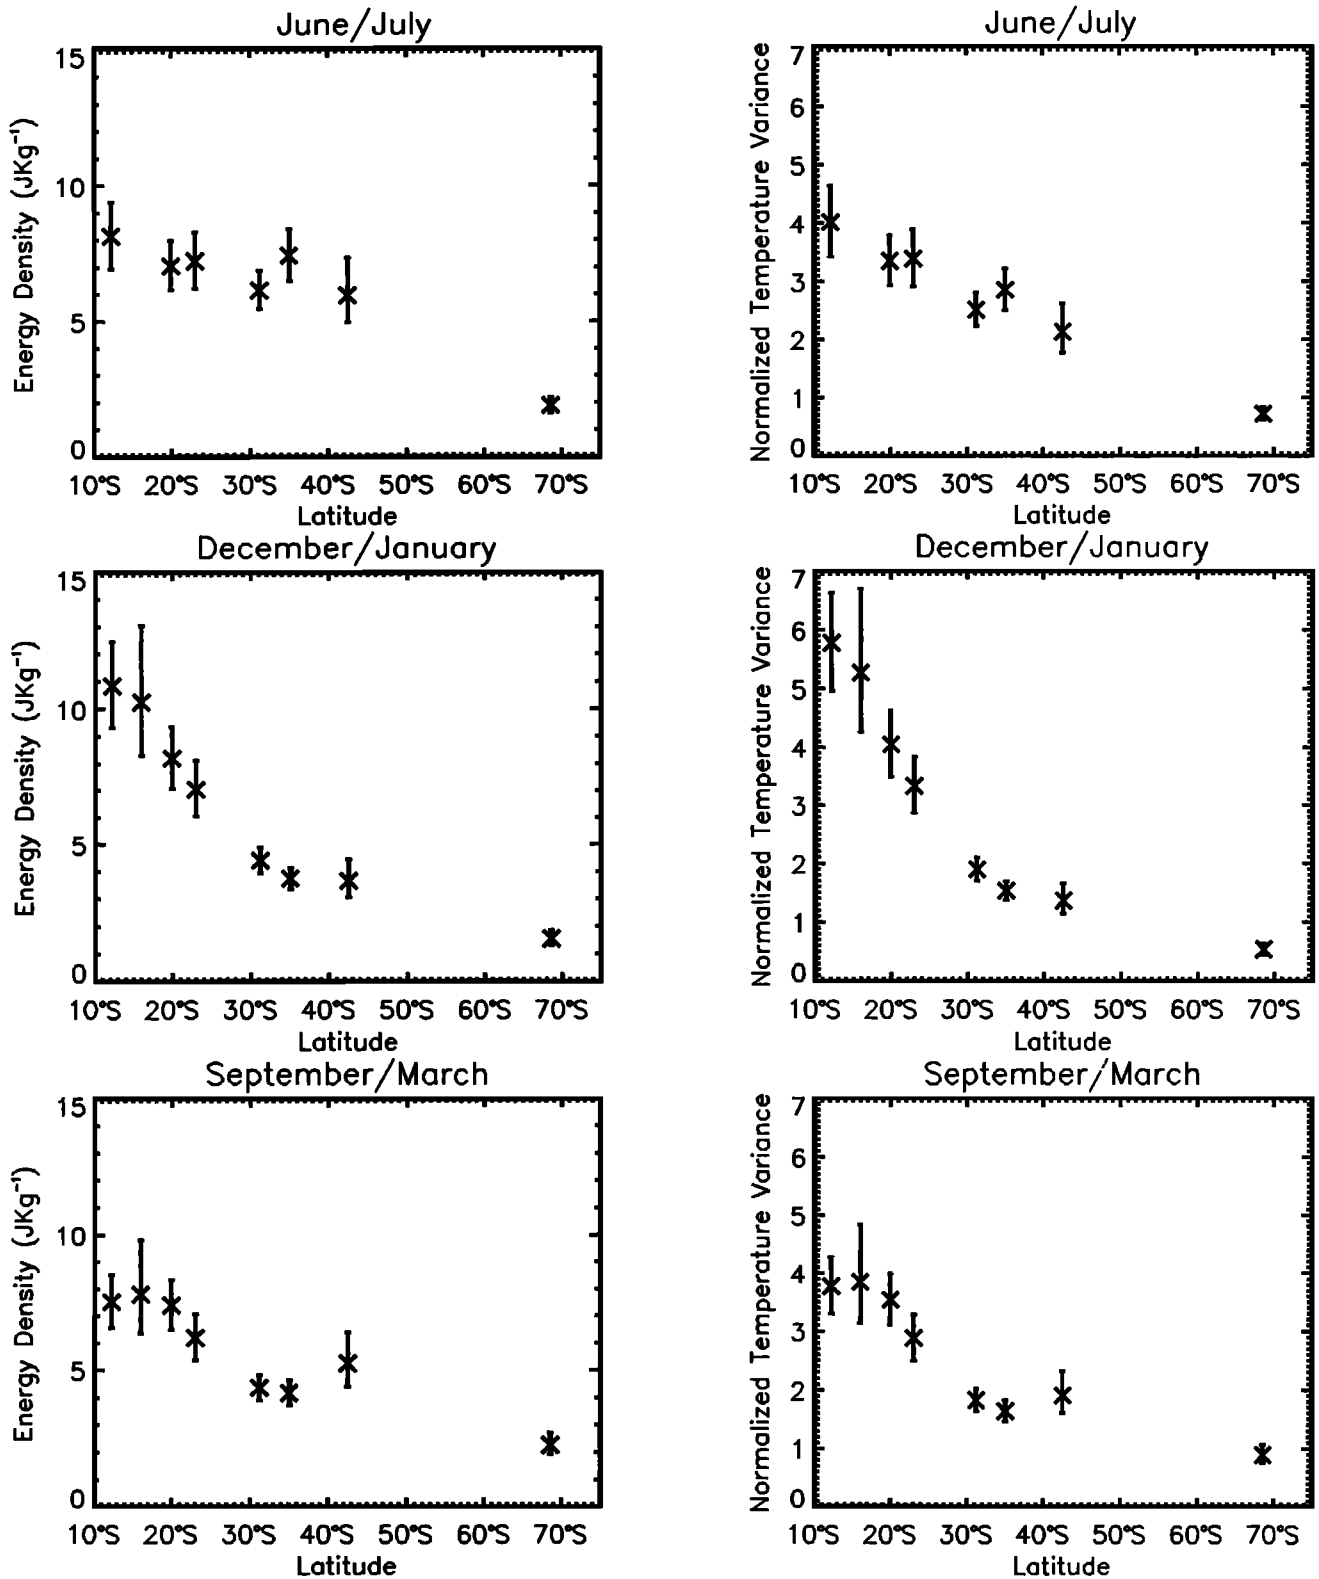 June/July
Energy Density (JKg⁻¹)
15
10
5
0
10°S 20°S 30°S 40°S 50°S 60°S 70°S
Latitude
June/July
Normalized Temperature Variance
7
6
5
4
3
2
1
0
10°S 20°S 30°S 40°S 50°S 60°S 70°S
Latitude
December/January
Energy Density (JKg⁻¹)
15
10
5
0
10°S 20°S 30°S 40°S 50°S 60°S 70°S
Latitude
December/January
Normalized Temperature Variance
7
6
5
4
3
2
1
0
10°S 20°S 30°S 40°S 50°S 60°S 70°S
Latitude
September/March
Energy Density (JKg⁻¹)
15
10
5
0
10°S 20°S 30°S 40°S 50°S 60°S 70°S
Latitude
September/March
Normalized Temperature Variance
7
6
5
4
3
2
1
0
10°S 20°S 30°S 40°S 50°S 60°S 70°S
Latitude